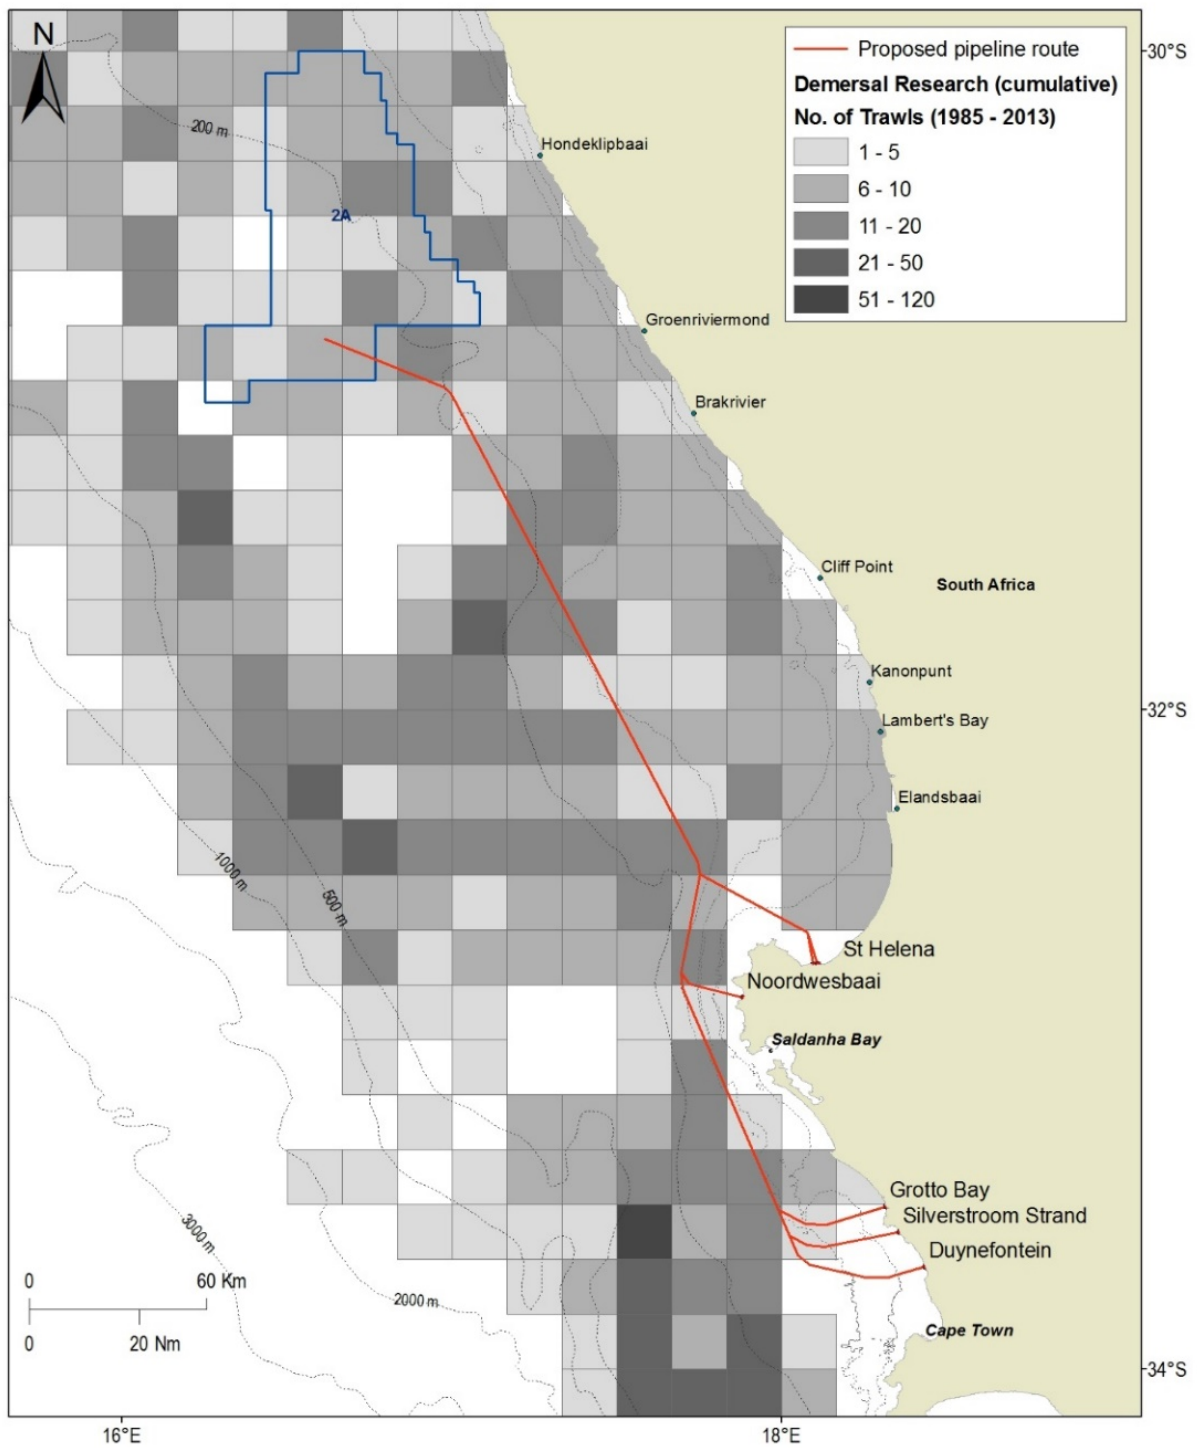 N
30°S
Proposed pipeline route
Demersal Research (cumulative)
No. of Trawls (1985 - 2013)
1 - 5
6 - 10
11 - 20
21 - 50
51 - 120
200 m
Hondeklipbaai
2A
Groenriviermond
Brakrivier
Cliff Point
South Africa
Kanonpunt
32°S
Lambert's Bay
Elandsbaai
1000 m
500 m
St Helena
Noordwesbaai
Saldanha Bay
Grotto Bay
Silverstroom Strand
3000 m
Duynefontein
0 60 Km
2000 m
0 20 Nm
Cape Town
34°S
16°E 18°E